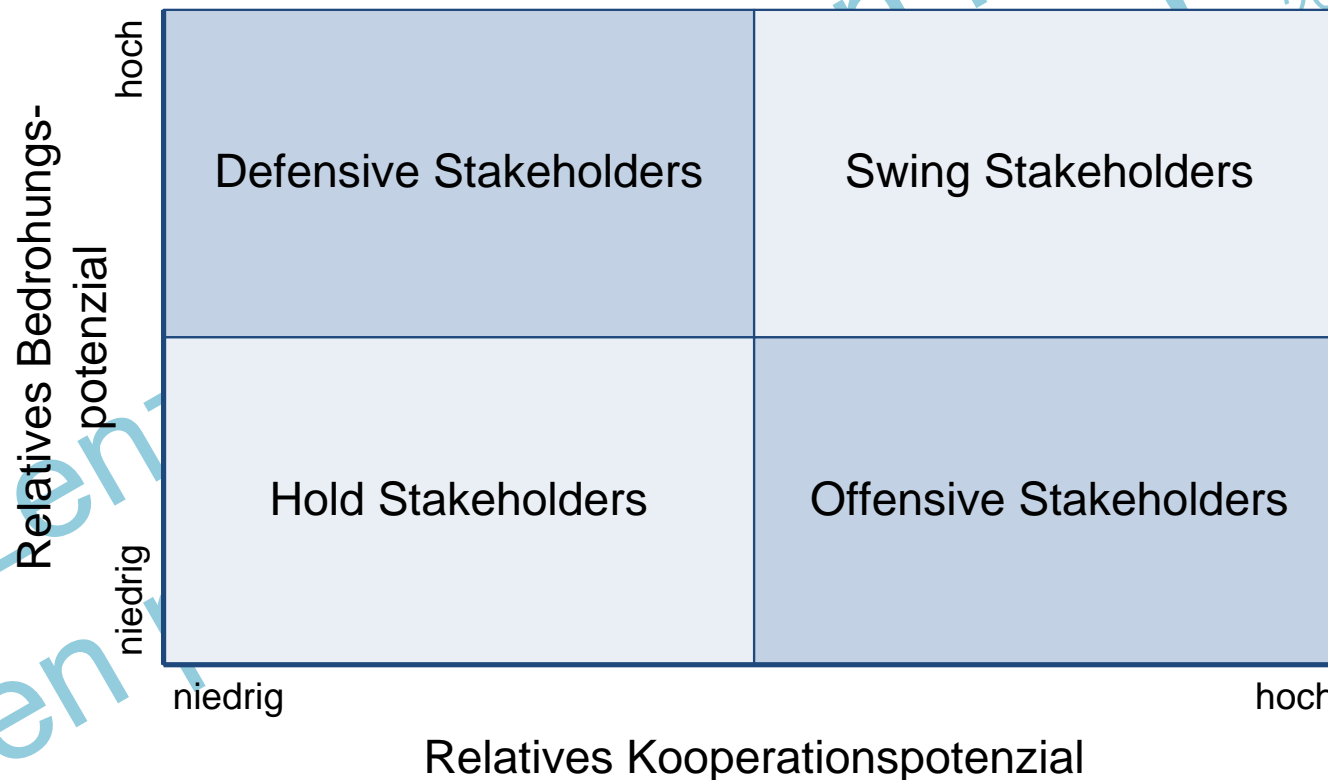 hoch
Relatives Bedrohungs-
potenzial
Defensive Stakeholders
Swing Stakeholders
Hold Stakeholders
Offensive Stakeholders
niedrig
niedrig
hoch
Relatives Kooperationspotenzial